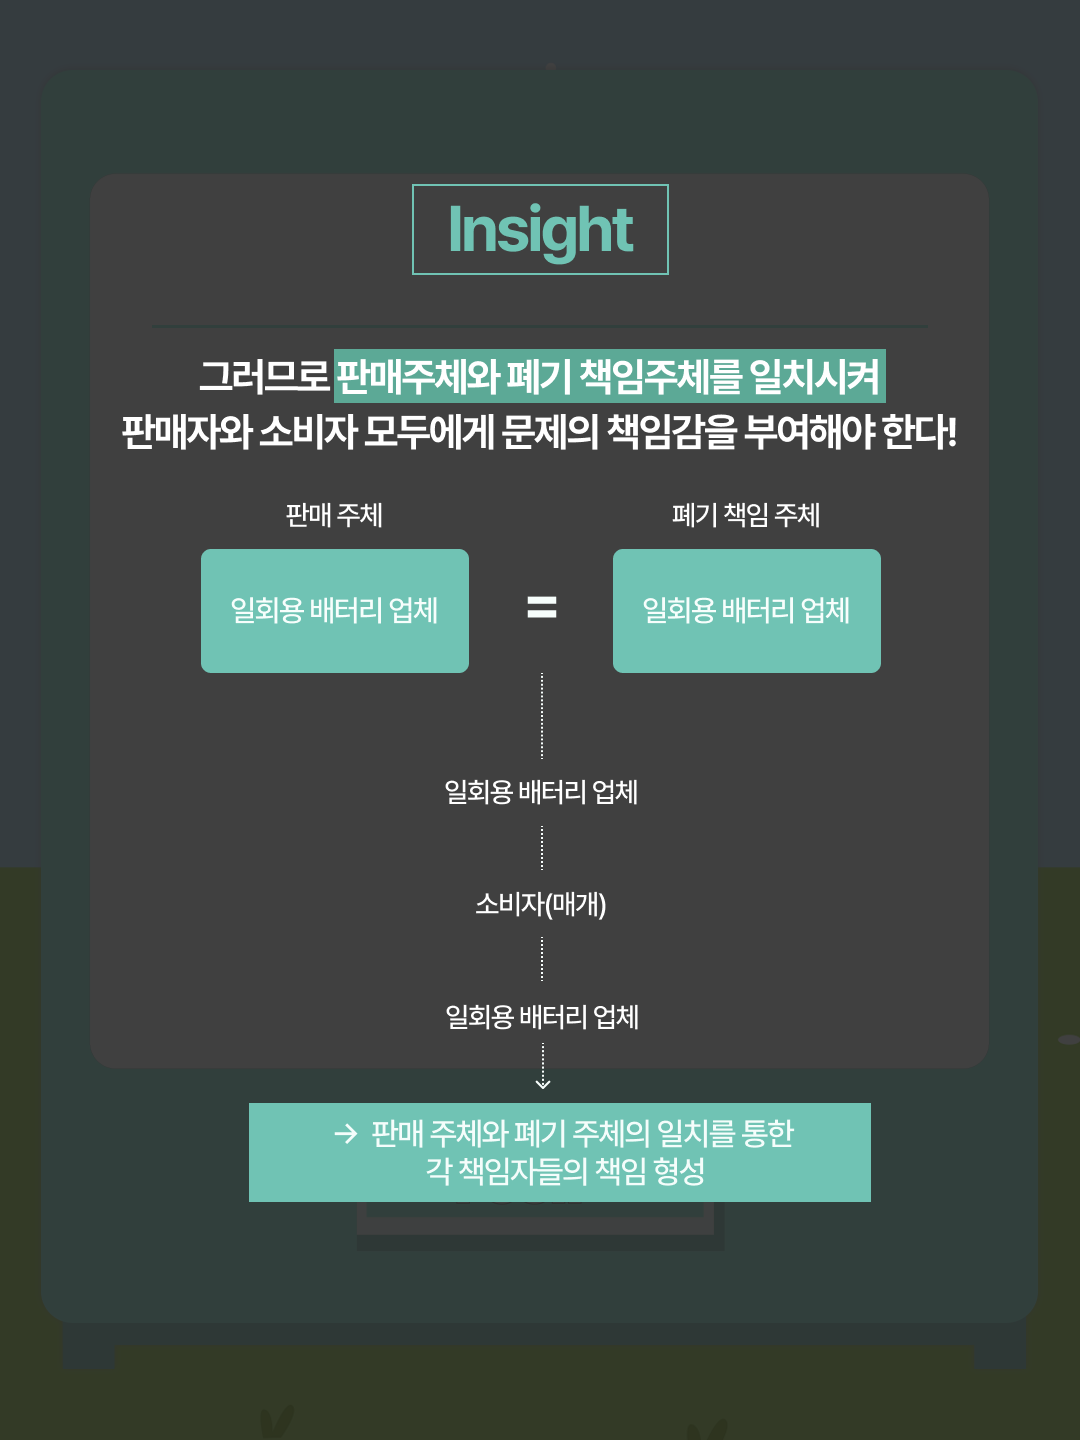 Insight
그러므로 판매주체와 폐기 책임주체를 일치시켜
판매자와 소비자 모두에게 문제의 책임감을 부여해야 한다!
판매 주체
폐기 책임 주체
일회용 배터리 업체
=
일회용 배터리 업체
일회용 배터리 업체
소비자(매개)
일회용 배터리 업체
→ 판매 주체와 폐기 주체의 일치를 통한
각 책임자들의 책임 형성